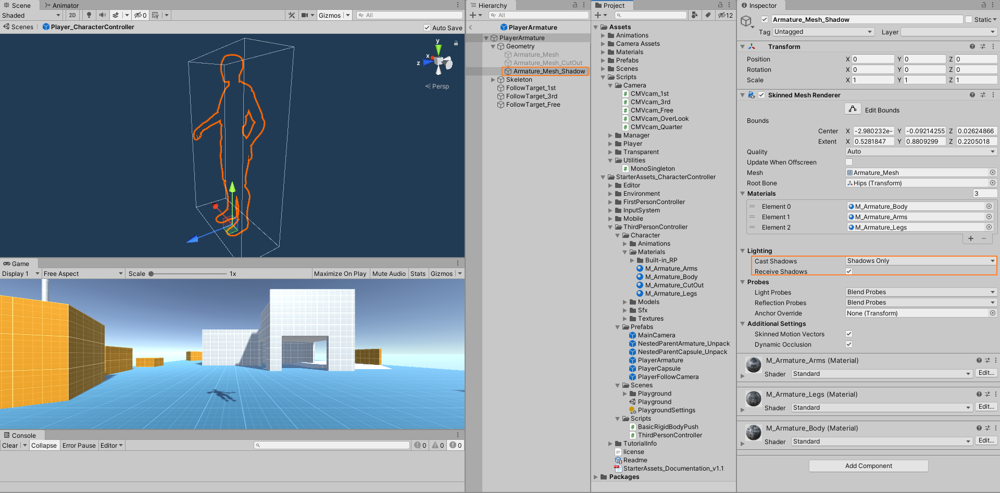 Scene
Animator
Shaded
2D
0
Gizmos
All
Scenes
Player_CharacterController
Auto Save
y
x
z
Persp
Game
Display 1
Free Aspect
Scale
1x
Maximize On Play
Mute Audio
Stats
Gizmos
Console
Clear
Collapse
Error Pause
Editor
0
0
0
Hierarchy
All
PlayerArmature
PlayerArmature
Geometry
Armature_Mesh
Armature_Mesh_CutOut
Armature_Mesh_Shadow
Skeleton
FollowTarget_1st
FollowTarget_3rd
FollowTarget_Free
Project
12
Assets
Animations
Camera Assets
Materials
Prefabs
Scenes
Scripts
Camera
CMVcam_1st
CMVcam_3rd
CMVcam_Free
CMVcam_OverLook
CMVcam_Quarter
Manager
Player
Transparent
Utilities
MonoSingleton
StarterAssets_CharacterController
Editor
Environment
FirstPersonController
InputSystem
Mobile
ThirdPersonController
Character
Animations
Materials
Built-in_RP
M_Armature_Arms
M_Armature_Body
M_Armature_CutOut
M_Armature_Legs
Models
Sfx
Textures
Prefabs
MainCamera
NestedParentArmature_Unpack
NestedParentCapsule_Unpack
PlayerArmature
PlayerCapsule
PlayerFollowCamera
Scenes
Playground
Playground
PlaygroundSettings
Scripts
BasicRigidBodyPush
ThirdPersonController
TutorialInfo
license
Readme
StarterAssets_Documentation_v1.1
Packages
Inspector
Armature_Mesh_Shadow
Static
Tag Untagged
Layer
Transform
Position X 0 Y 0 Z 0
Rotation X 0 Y 0 Z 0
Scale X 1 Y 1 Z 1
Skinned Mesh Renderer
Edit Bounds
Bounds
Center X -2.980232e- Y -0.09214255 Z 0.02624866
Extent X 0.5281847 Y 0.8809299 Z 0.2205018
Quality Auto
Update When Offscreen
Mesh Armature_Mesh
Root Bone Hips (Transform)
Materials 3
Element 0 M_Armature_Body
Element 1 M_Armature_Arms
Element 2 M_Armature_Legs
Lighting
Cast Shadows Shadows Only
Receive Shadows
Probes
Light Probes Blend Probes
Reflection Probes Blend Probes
Anchor Override None (Transform)
Additional Settings
Skinned Motion Vectors
Dynamic Occlusion
M_Armature_Arms (Material)
Shader Standard Edit...
M_Armature_Legs (Material)
Shader Standard Edit...
M_Armature_Body (Material)
Shader Standard Edit...
Add Component